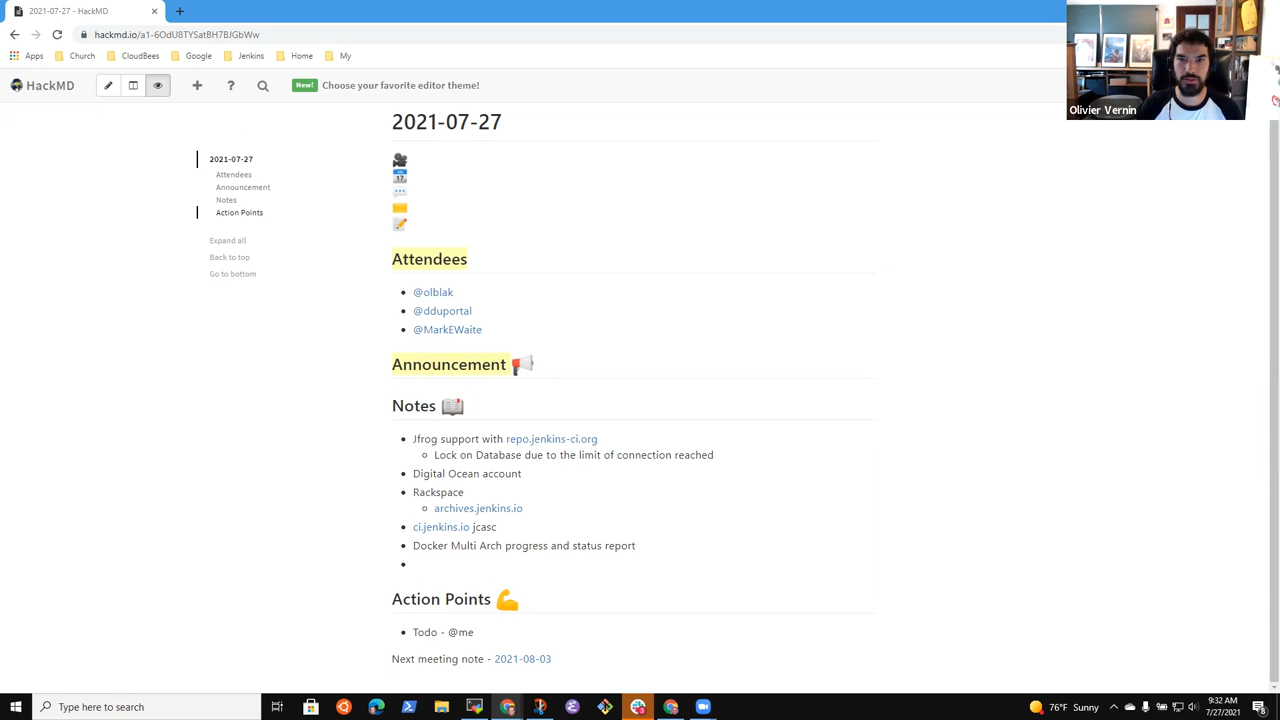 2021-07-27 - HackMD
hackmd.io/a1-6OdU8TYSatBH7BJGbWw
Apps Church CloudBees Google Jenkins Home My
HackMD New! Choose your favorite editor theme!
Olivier Vernin
2021-07-27
Attendees
Announcement
Notes
Action Points
Expand all
Back to top
Go to bottom
2021-07-27
Attendees
@olblak
@dduportal
@MarkEWaite
Announcement
Notes
Jfrog support with repo.jenkins-ci.org
Lock on Database due to the limit of connection reached
Digital Ocean account
Rackspace
archives.jenkins.io
ci.jenkins.io jcasc
Docker Multi Arch progress and status report
Action Points
Todo - @me
Next meeting note - 2021-08-03
Type here to search
76°F Sunny
9:32 AM
7/27/2021